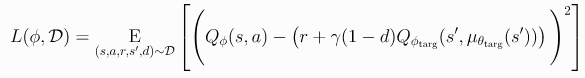 $$L(\phi, \mathcal{D}) = \underset{(s,a,r,s',d) \sim \mathcal{D}}{\mathrm{E}} \left[ \left( Q_{\phi}(s,a) - \left( r + \gamma (1-d) Q_{\phi_{\text{targ}}}(s', \mu_{\theta_{\text{targ}}}(s')) \right) \right)^2 \right]$$